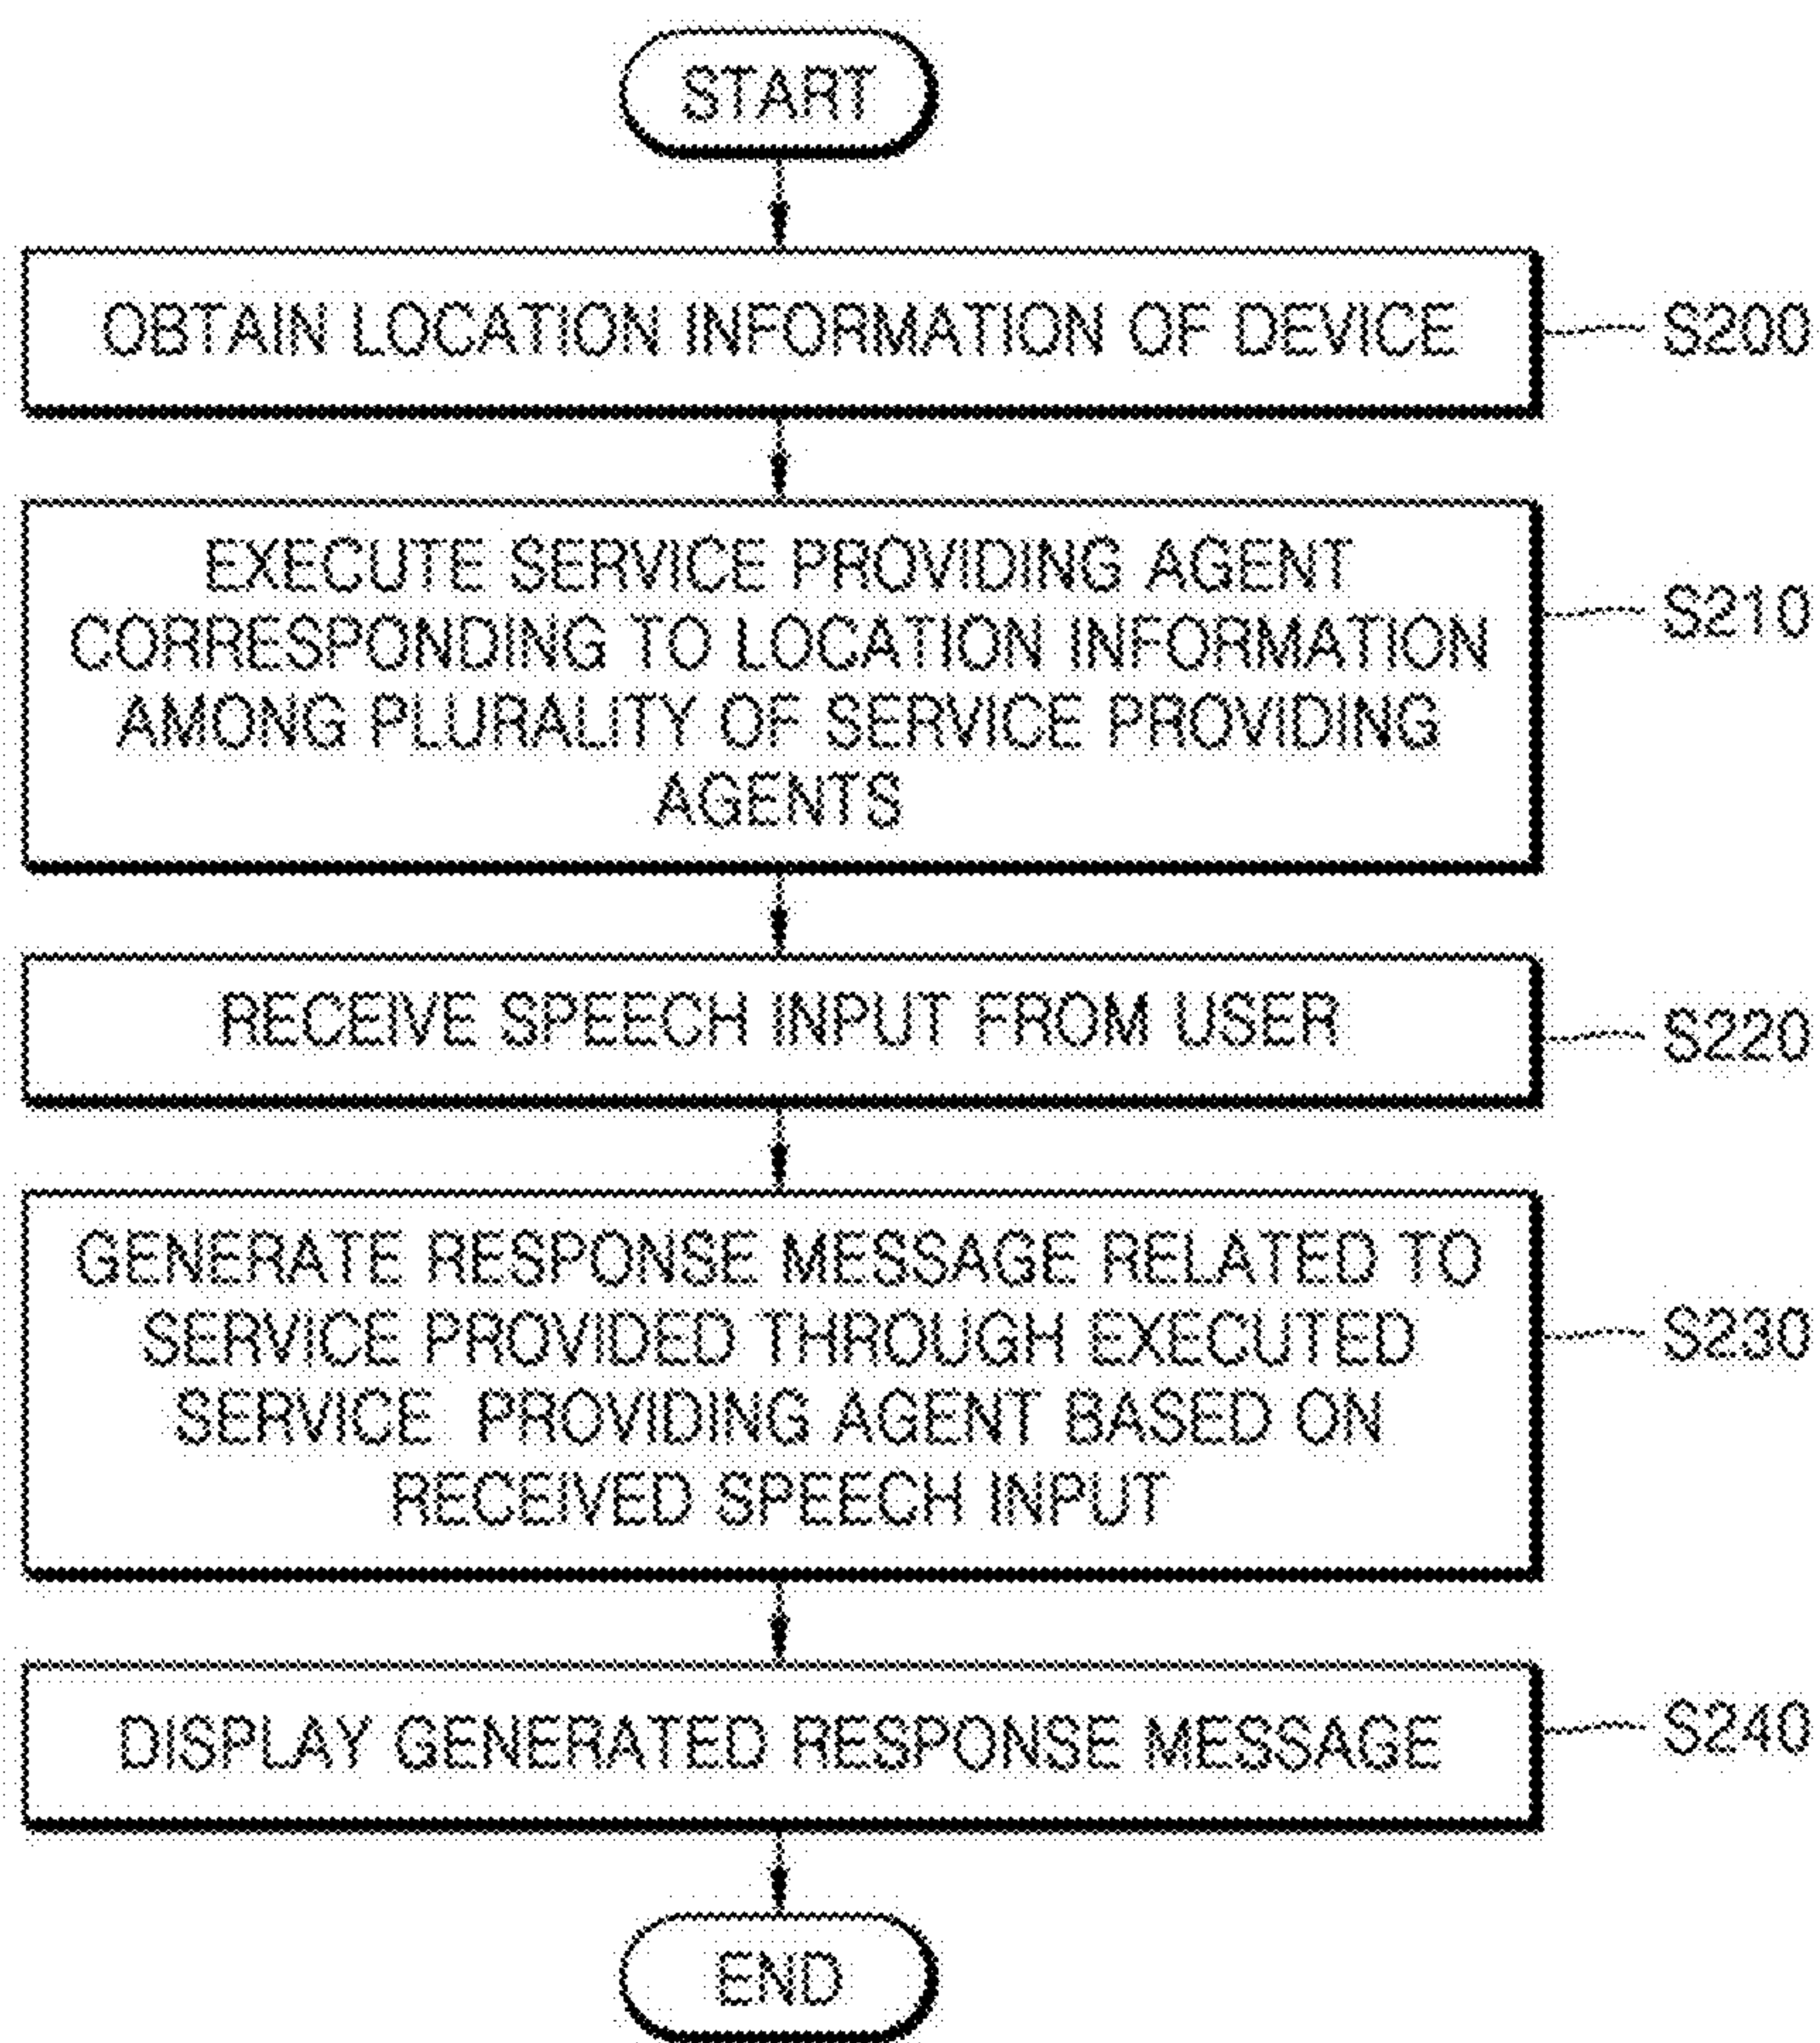 START
OBTAIN LOCATION INFORMATION OF DEVICE
S200
EXECUTE SERVICE PROVIDING AGENT
CORRESPONDING TO LOCATION INFORMATION
AMONG PLURALITY OF SERVICE PROVIDING
AGENTS
S210
RECEIVE SPEECH INPUT FROM USER
S220
GENERATE RESPONSE MESSAGE RELATED TO
SERVICE PROVIDED THROUGH EXECUTED
SERVICE PROVIDING AGENT BASED ON
RECEIVED SPEECH INPUT
S230
DISPLAY GENERATED RESPONSE MESSAGE
S240
END